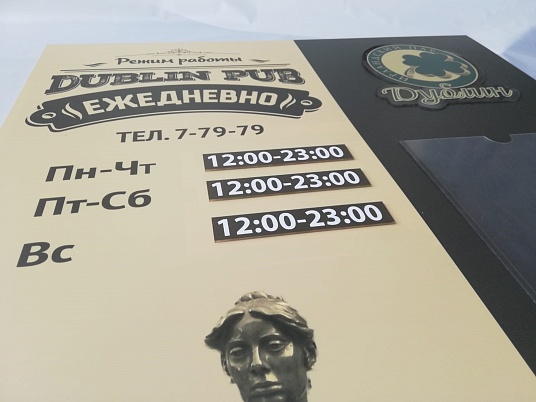 Режим работы
DUBLIN PUB
ЕЖЕДНЕВНО
ТЕЛ. 7-79-79
Пн-Чт 12:00-23:00
Пт-Сб 12:00-23:00
Вс 12:00-23:00
Дублин